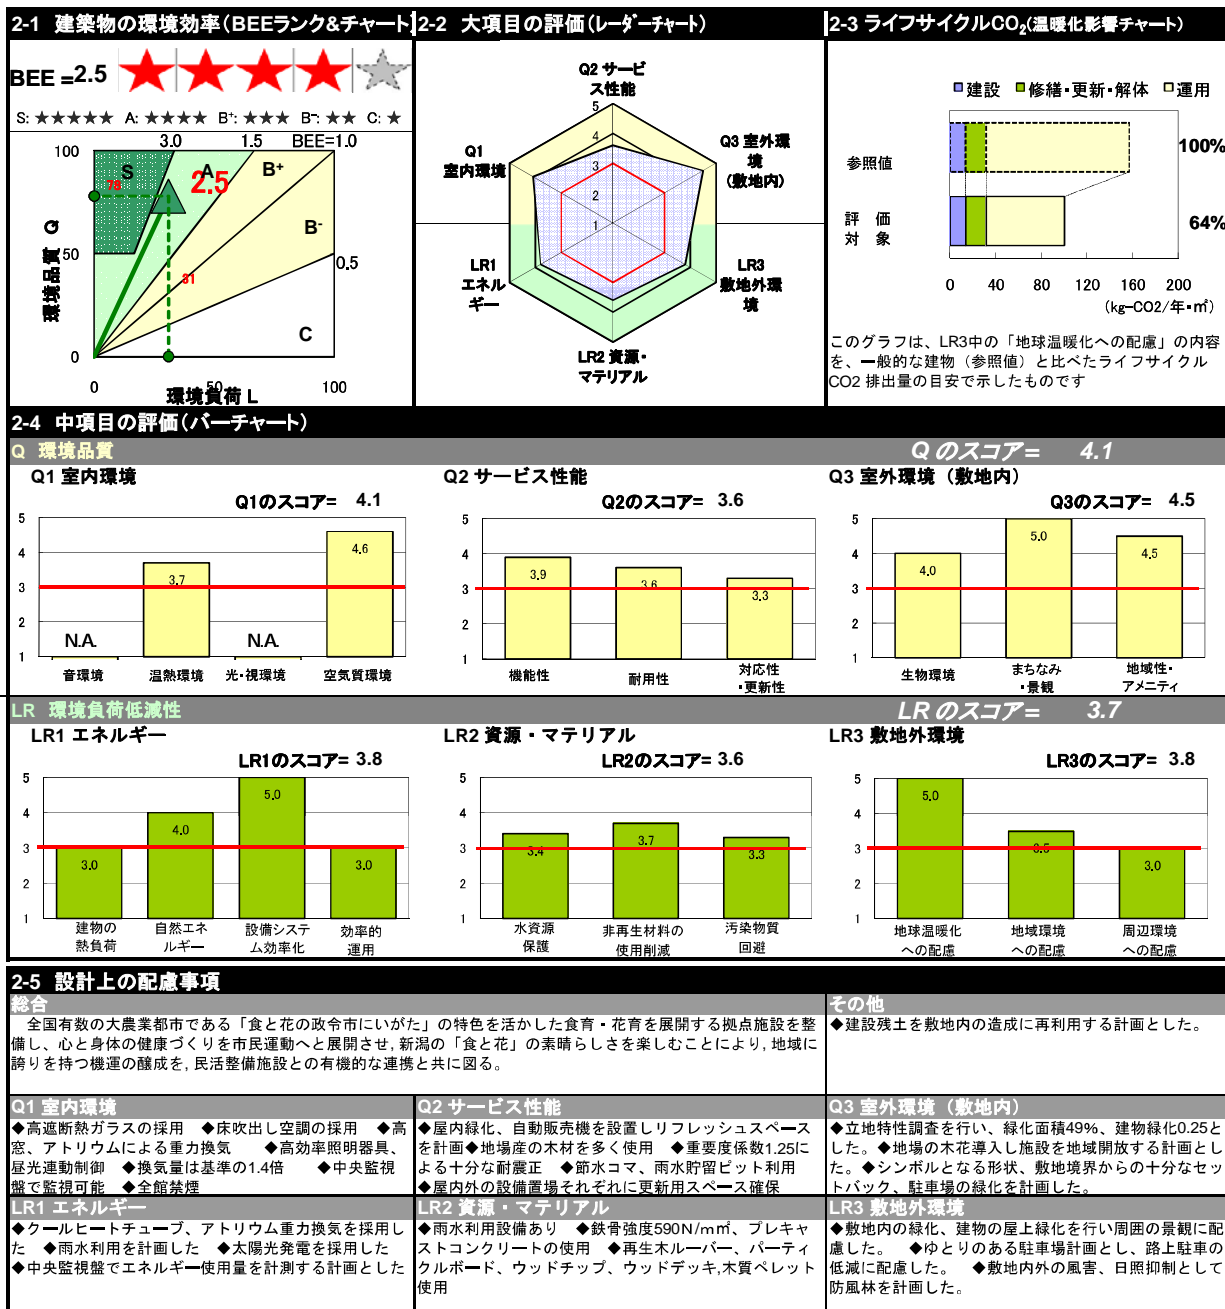 2-1 建築物の環境効率(BEEランク&チャート)
BEE = 2.5
S: ★★★★★ A: ★★★★ B⁺: ★★★ B⁻: ★★ C: ★
3.0 1.5 BEE=1.0
100
S A B⁺
78 2.5
B⁻
50
0.5
31
C
0
環境品質 Q
0 50 100
環境負荷 L
2-2 大項目の評価(レーダーチャート)
Q2 サービ
ス性能
5
4
3
2
1
Q1
室内環境
Q3 室外環
境
(敷地内)
LR1
エネル
ギー
LR3
敷地外環
境
LR2 資源・
マテリアル
2-3 ライフサイクルCO₂(温暖化影響チャート)
建設 修繕・更新・解体 運用
参照値 100%
評 価
対 象
64%
0 40 80 120 160 200
(kg-CO2/年・㎡)
このグラフは、LR3中の「地球温暖化への配慮」の内容
を、一般的な建物(参照値)と比べたライフサイクル
CO2 排出量の目安で示したものです
2-4 中項目の評価(バーチャート)
Q 環境品質 Q のスコア= 4.1
Q1 室内環境
Q1のスコア= 4.1
5
4
3
2
1
N.A. 3.7 N.A. 4.6
音環境 温熱環境 光・視環境 空気質環境
Q2 サービス性能
Q2のスコア= 3.6
5
4
3
2
1
3.9 3.6 3.3
機能性 耐用性 対応性
・更新性
Q3 室外環境(敷地内)
Q3のスコア= 4.5
5
4
3
2
1
4.0 5.0 4.5
生物環境 まちなみ 地域性・
・景観 アメニティ
LR 環境負荷低減性 LR のスコア= 3.7
LR1 エネルギー
LR1のスコア= 3.8
5
4
3
2
1
3.0 4.0 5.0 3.0
建物の 自然エネ 設備システ 効率的
熱負荷 ルギー ム効率化 運用
LR2 資源・マテリアル
LR2のスコア= 3.6
5
4
3
2
1
3.4 3.7 3.3
水資源 非再生材料の 汚染物質
保護 使用削減 回避
LR3 敷地外環境
LR3のスコア= 3.8
5
4
3
2
1
5.0 3.5 3.0
地球温暖化 地域環境 周辺環境
への配慮 への配慮 への配慮
2-5 設計上の配慮事項
総合
全国有数の大農業都市である「食と花の政令市にいがた」の特色を活かした食育・花育を展開する拠点施設を整
備し、心と身体の健康づくりを市民運動へと展開させ,新潟の「食と花」の素晴らしさを楽しむことにより,地域に
誇りを持つ機運の醸成を,民活整備施設との有機的な連携と共に図る。
その他
◆建設残土を敷地内の造成に再利用する計画とした。
Q1 室内環境
◆高遮断熱ガラスの採用 ◆床吹出し空調の採用 ◆高
窓、アトリウムによる重力換気 ◆高効率照明器具、
昼光連動制御 ◆換気量は基準の1.4倍 ◆中央監視
盤で監視可能 ◆全館禁煙
Q2 サービス性能
◆屋内緑化、自動販売機を設置しリフレッシュスペース
を計画◆地場産の木材を多く使用 ◆重要度係数1.25に
よる十分な耐震正 ◆節水コマ、雨水貯留ピット利用
◆屋内外の設備置場それぞれに更新用スペース確保
Q3 室外環境(敷地内)
◆立地特性調査を行い、緑化面積49%、建物緑化0.25と
した。◆地場の木花導入し施設を地域開放する計画とし
た。◆シンボルとなる形状、敷地境界からの十分なセッ
トバック、駐車場の緑化を計画した。
LR1 エネルギー
◆クールヒートチューブ、アトリウム重力換気を採用し
た ◆雨水利用を計画した ◆太陽光発電を採用した
◆中央監視盤でエネルギー使用量を計測する計画とした
LR2 資源・マテリアル
◆雨水利用設備あり ◆鉄骨強度590N/m㎡、プレキャ
ストコンクリートの使用 ◆再生木ルーバー、パーティ
クルボード、ウッドチップ、ウッドデッキ,木質ペレット
使用
LR3 敷地外環境
◆敷地内の緑化、建物の屋上緑化を行い周囲の景観に配
慮した。 ◆ゆとりのある駐車場計画とし、路上駐車の
低減に配慮した。 ◆敷地内外の風害、日照抑制として
防風林を計画した。